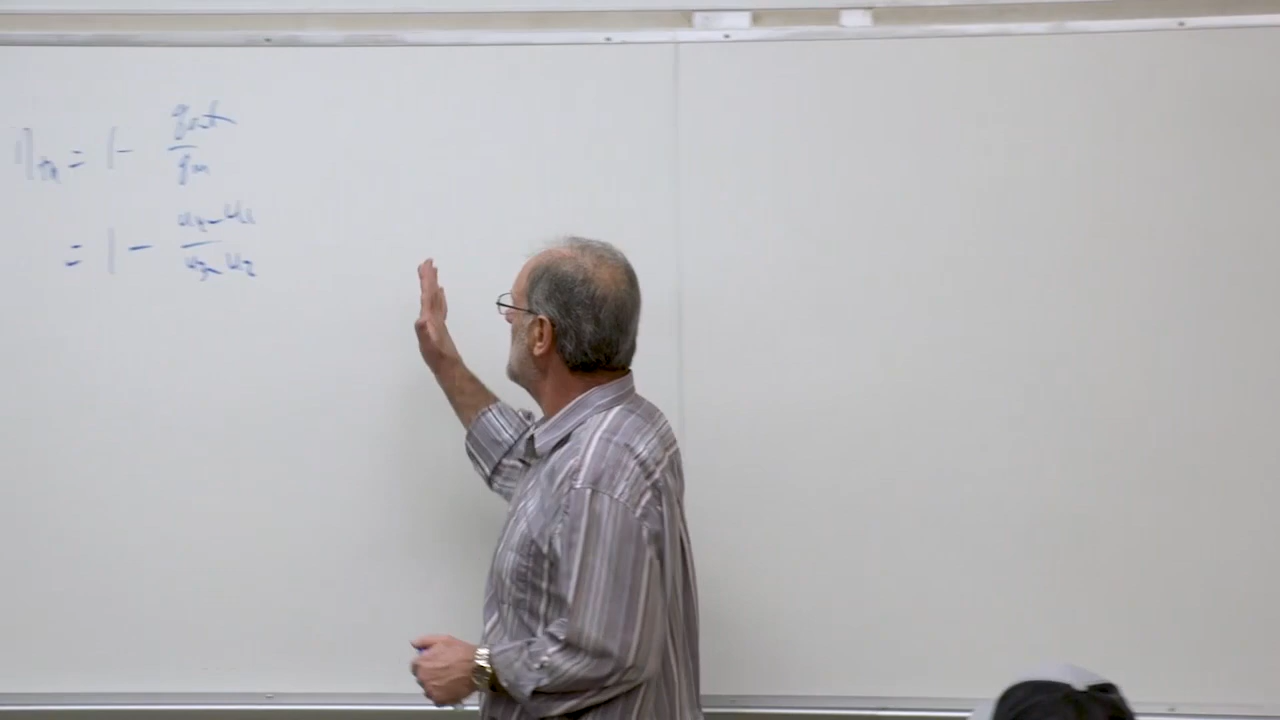 η_th = 1 - q_out / q_in
= 1 - (u_4 - u_1) / (u_3 - u_2)